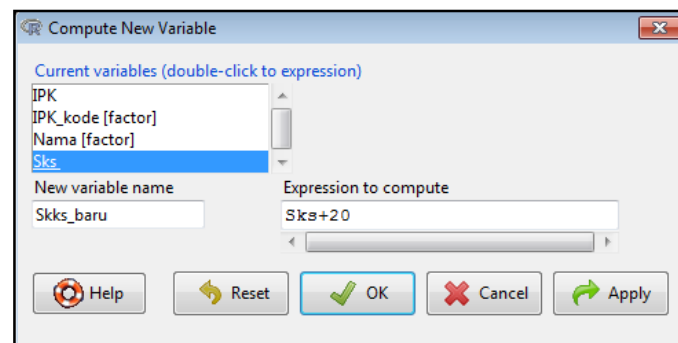 Compute New Variable
Current variables (double-click to expression)
IPK
IPK_kode [factor]
Nama [factor]
Sks
New variable name
Expression to compute
Skks_baru
Sks+20
Help
Reset
OK
Cancel
Apply